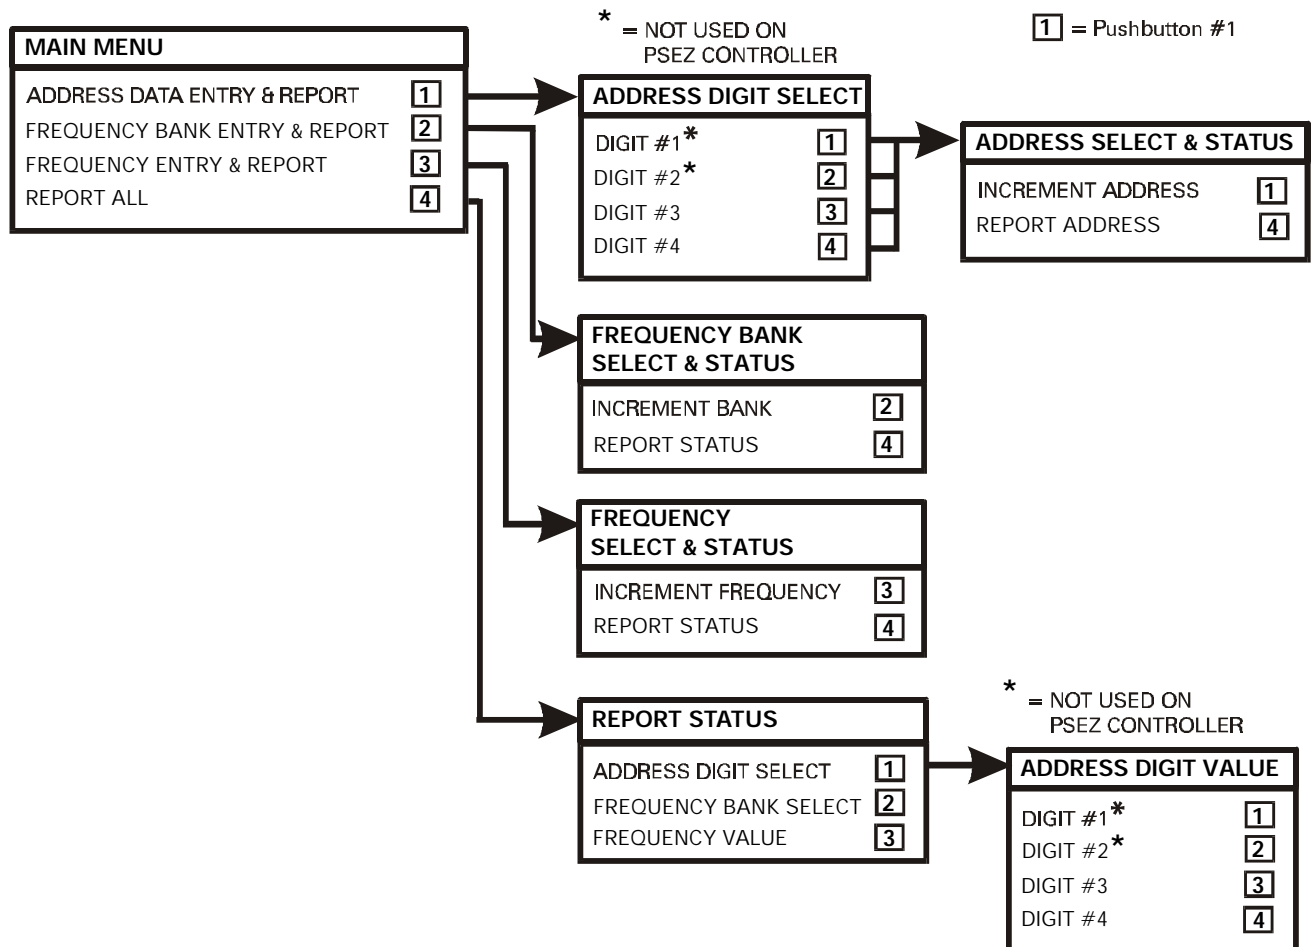 * = NOT USED ON
PSEZ CONTROLLER
1 = Pushbutton #1
MAIN MENU
ADDRESS DATA ENTRY & REPORT 1
FREQUENCY BANK ENTRY & REPORT 2
FREQUENCY ENTRY & REPORT 3
REPORT ALL 4
ADDRESS DIGIT SELECT
DIGIT #1* 1
DIGIT #2* 2
DIGIT #3 3
DIGIT #4 4
ADDRESS SELECT & STATUS
INCREMENT ADDRESS 1
REPORT ADDRESS 4
FREQUENCY BANK
SELECT & STATUS
INCREMENT BANK 2
REPORT STATUS 4
FREQUENCY
SELECT & STATUS
INCREMENT FREQUENCY 3
REPORT STATUS 4
REPORT STATUS
ADDRESS DIGIT SELECT 1
FREQUENCY BANK SELECT 2
FREQUENCY VALUE 3
* = NOT USED ON
PSEZ CONTROLLER
ADDRESS DIGIT VALUE
DIGIT #1* 1
DIGIT #2* 2
DIGIT #3 3
DIGIT #4 4